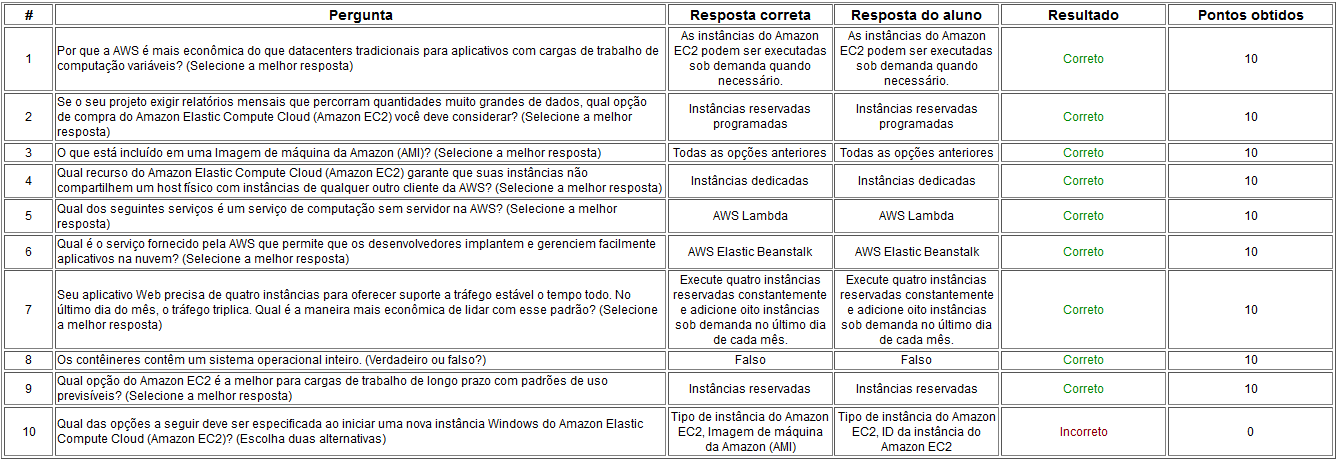 # Pergunta Resposta correta Resposta do aluno Resultado Pontos obtidos
1
Por que a AWS é mais econômica do que datacenters tradicionais para aplicativos com cargas de trabalho de
computação variáveis? (Selecione a melhor resposta)
As instâncias do Amazon
EC2 podem ser executadas
sob demanda quando
necessário.
As instâncias do Amazon
EC2 podem ser executadas
sob demanda quando
necessário.
Correto
10
2
Se o seu projeto exigir relatórios mensais que percorram quantidades muito grandes de dados, qual opção
de compra do Amazon Elastic Compute Cloud (Amazon EC2) você deve considerar? (Selecione a melhor
resposta)
Instâncias reservadas
programadas
Instâncias reservadas
programadas
Correto
10
3
O que está incluído em uma Imagem de máquina da Amazon (AMI)? (Selecione a melhor resposta)
Todas as opções anteriores
Todas as opções anteriores
Correto
10
4
Qual recurso do Amazon Elastic Compute Cloud (Amazon EC2) garante que suas instâncias não
compartilhem um host físico com instâncias de qualquer outro cliente da AWS? (Selecione a melhor resposta)
Instâncias dedicadas
Instâncias dedicadas
Correto
10
5
Qual dos seguintes serviços é um serviço de computação sem servidor na AWS? (Selecione a melhor
resposta)
AWS Lambda
AWS Lambda
Correto
10
6
Qual é o serviço fornecido pela AWS que permite que os desenvolvedores implantem e gerenciem facilmente
aplicativos na nuvem? (Selecione a melhor resposta)
AWS Elastic Beanstalk
AWS Elastic Beanstalk
Correto
10
7
Seu aplicativo Web precisa de quatro instâncias para oferecer suporte a tráfego estável o tempo todo. No
último dia do mês, o tráfego triplica. Qual é a maneira mais econômica de lidar com esse padrão? (Selecione
a melhor resposta)
Execute quatro instâncias
reservadas constantemente
e adicione oito instâncias
sob demanda no último dia
de cada mês.
Execute quatro instâncias
reservadas constantemente
e adicione oito instâncias
sob demanda no último dia
de cada mês.
Correto
10
8
Os contêineres contêm um sistema operacional inteiro. (Verdadeiro ou falso?)
Falso
Falso
Correto
10
9
Qual opção do Amazon EC2 é a melhor para cargas de trabalho de longo prazo com padrões de uso
previsíveis? (Selecione a melhor resposta)
Instâncias reservadas
Instâncias reservadas
Correto
10
10
Qual das opções a seguir deve ser especificada ao iniciar uma nova instância Windows do Amazon Elastic
Compute Cloud (Amazon EC2)? (Escolha duas alternativas)
Tipo de instância do Amazon
EC2, Imagem de máquina
da Amazon (AMI)
Tipo de instância do Amazon
EC2, ID da instância do
Amazon EC2
Incorreto
0